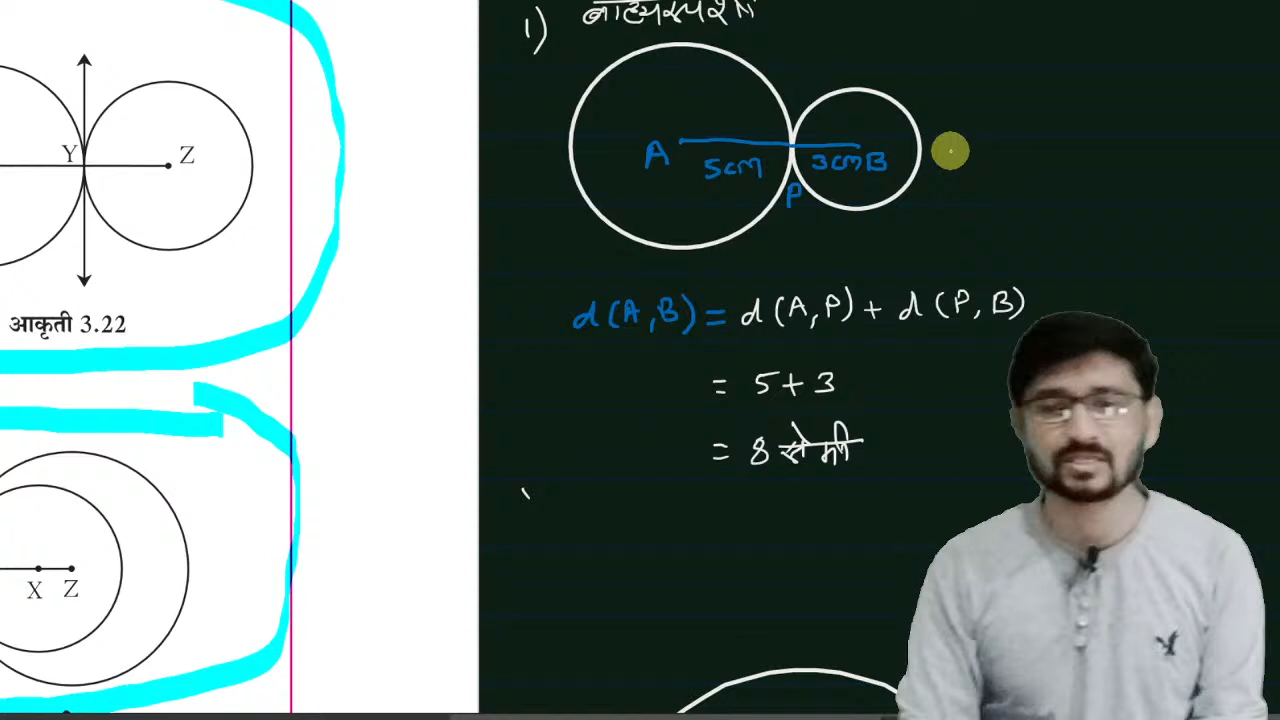 Y Z
आकृती 3.22
X Z
1) बाह्यस्पर्शी
A 5cm 3cm B
P
d(A,B) = d(A,P) + d(P,B)
= 5+3
= 8 सेमी